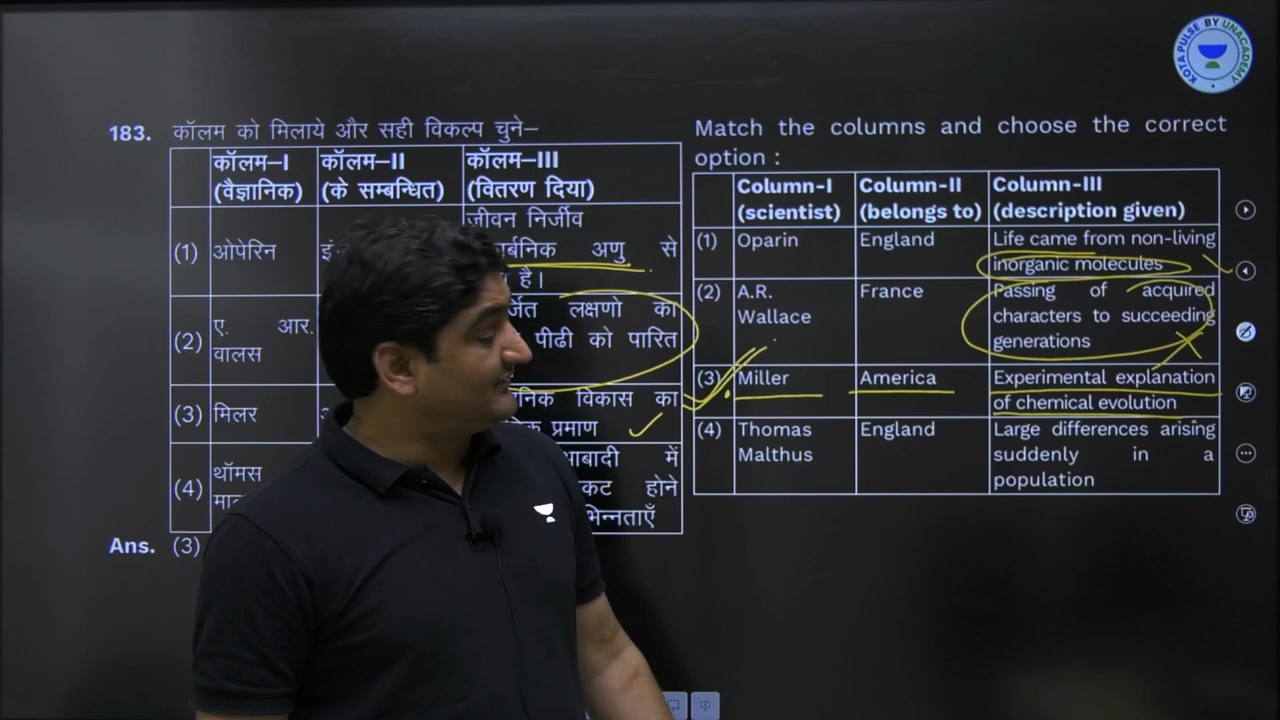 KOTA PULSE BY UNACADEMY
183. कॉलम को मिलाये और सही विकल्प चुने–
कॉलम–I
(वैज्ञानिक)
कॉलम–II
(के सम्बन्धित)
कॉलम–III
(वितरण दिया)
(1)
ओपेरिन
जीवन निर्जीव
अणु से
है।
(2)
ए. आर.
वालस
लक्षणो का
पीढी को पारित
(3)
मिलर
विकास का
प्रमाण
(4)
थॉमस
में
होने
भिन्नताएँ
Ans. (3)
Match the columns and choose the correct
option :
Column-I
(scientist)
Column-II
(belongs to)
Column-III
(description given)
(1)
Oparin
England
Life came from non-living
inorganic molecules
(2)
A.R.
Wallace
France
Passing of acquired
characters to succeeding
generations
(3)
Miller
America
Experimental explanation
of chemical evolution
(4)
Thomas
Malthus
England
Large differences arising
suddenly in a
population